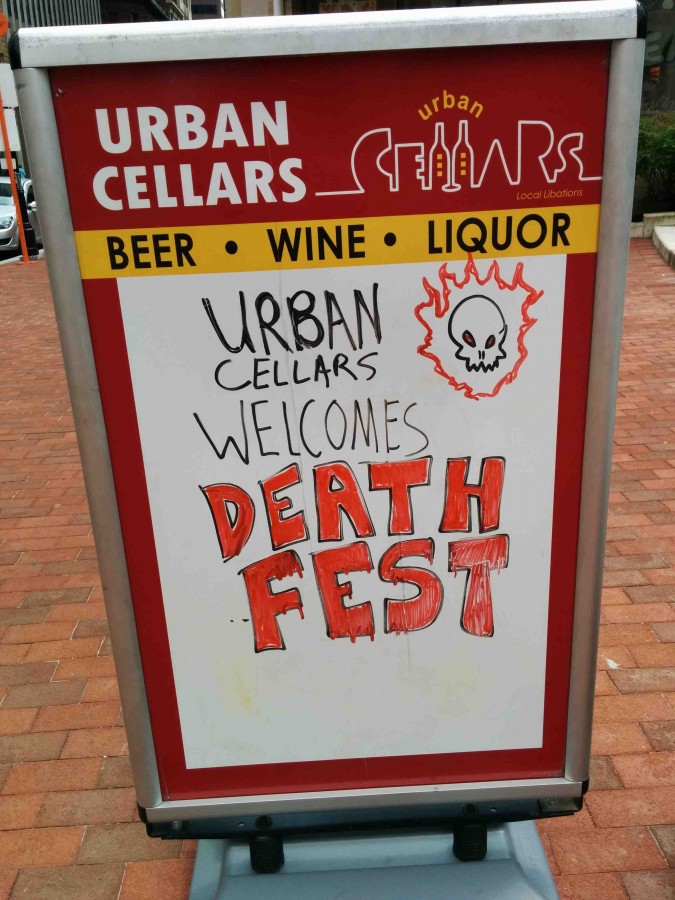 URBAN
CELLARS
urban
CELLARS
Local Libations
BEER • WINE • LIQUOR
URBAN
CELLARS
WELCOMES
DEATH
FEST